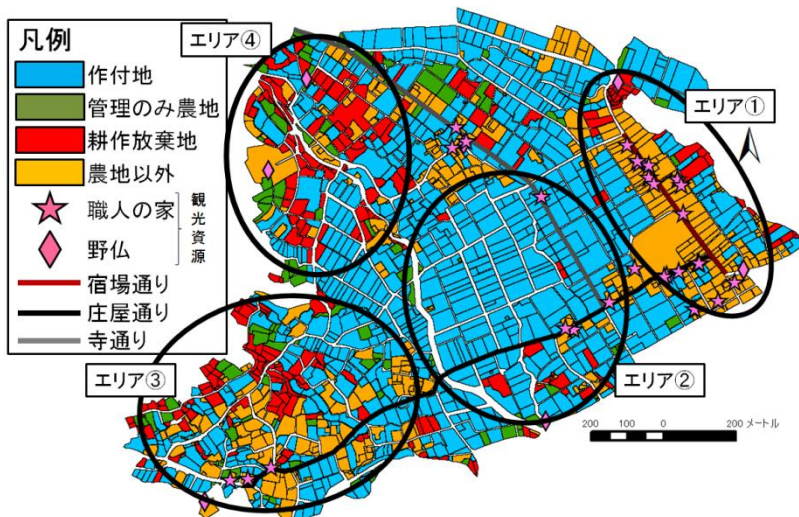 凡例
作付地
管理のみ農地
耕作放棄地
農地以外
職人の家
野仏
観光資源
宿場通り
庄屋通り
寺通り
エリア④
エリア①
エリア③
エリア②
200 100 0 200 メートル